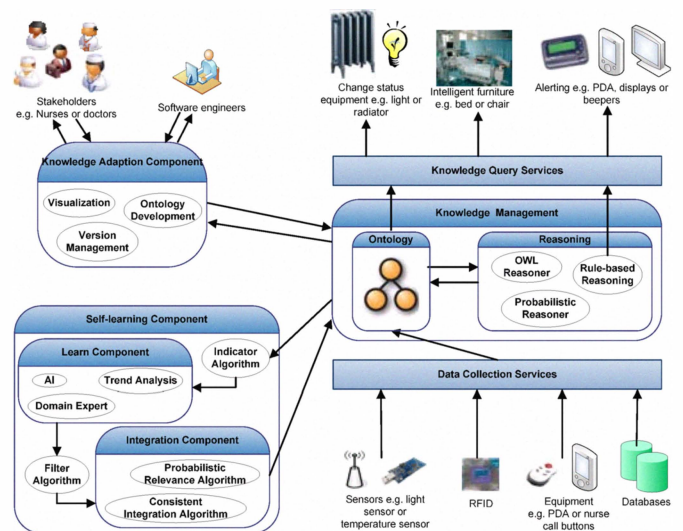 Stakeholders
e.g. Nurses or doctors
Software engineers
Change status
equipment e.g. light or
radiator
Intelligent furniture
e.g. bed or chair
Alerting e.g. PDA, displays or
beepers
Knowledge Adaption Component
Visualization
Ontology
Development
Version
Management
Knowledge Query Services
Knowledge Management
Ontology
Reasoning
OWL
Reasoner
Rule-based
Reasoning
Probabilistic
Reasoner
Self-learning Component
Learn Component
Indicator
Algorithm
AI
Trend Analysis
Domain Expert
Integration Component
Filter
Algorithm
Probabilistic
Relevance Algorithm
Consistent
Integration Algorithm
Data Collection Services
Sensors e.g. light
sensor or
temperature sensor
RFID
Equipment
e.g. PDA or nurse
call buttons
Databases